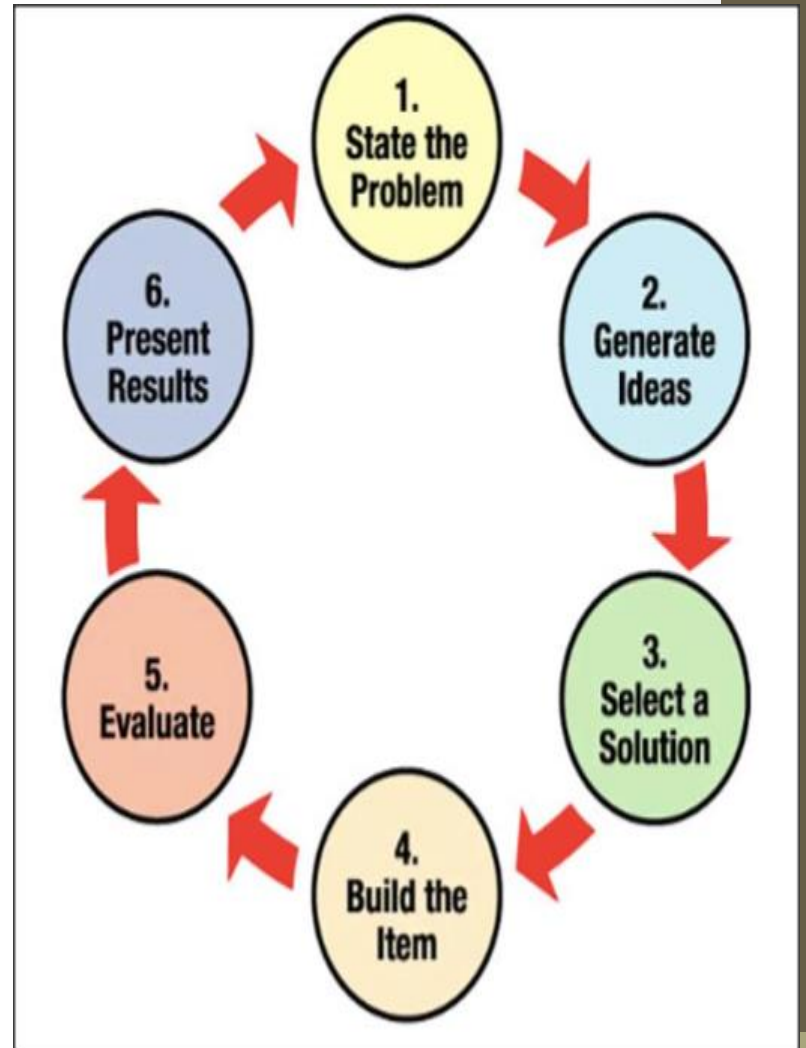 1.
State the
Problem
2.
Generate
Ideas
3.
Select a
Solution
4.
Build the
Item
5.
Evaluate
6.
Present
Results